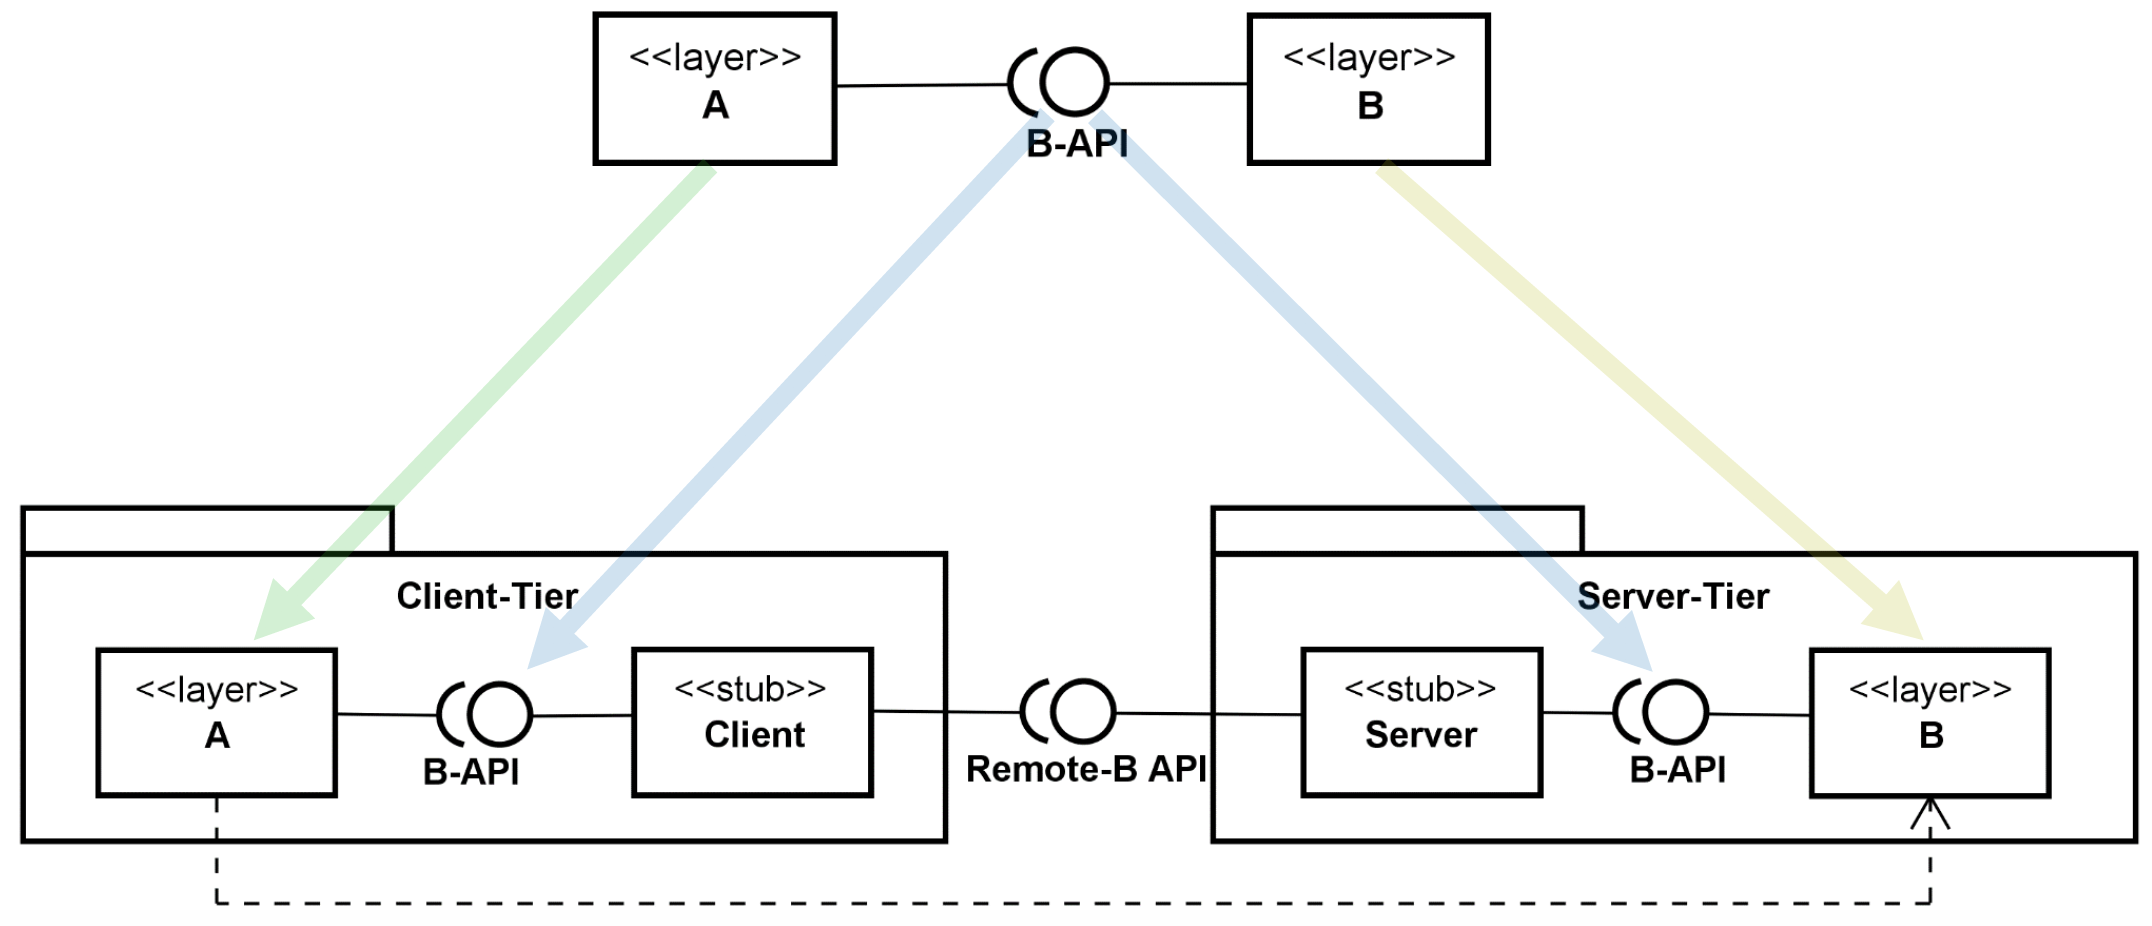 <<layer>>
A
B-API
<<layer>>
B
Client-Tier
<<layer>>
A
B-API
<<stub>>
Client
Remote-B API
Server-Tier
<<stub>>
Server
B-API
<<layer>>
B